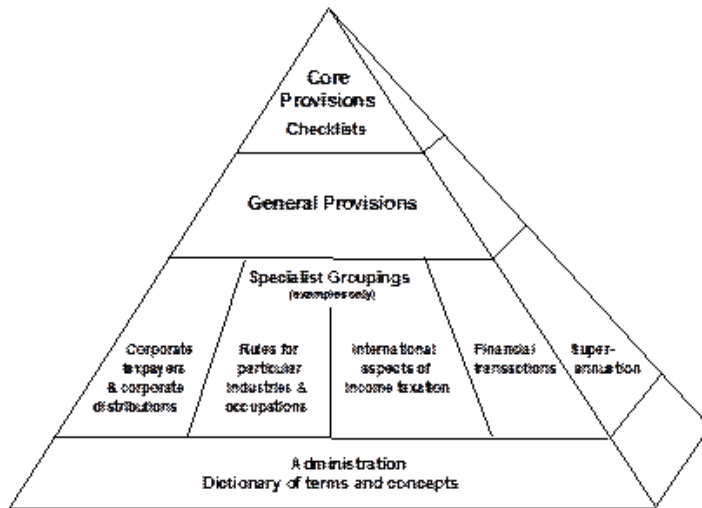 Core
Provisions
Checklists
General Provisions
Specialist Groupings
(examples only)
Corporate
taxpayers
& corporate
distributions
Rules for
particular
industries &
occupations
International
aspects of
income taxation
Financial
transactions
Super-
annuation
Administration
Dictionary of terms and concepts